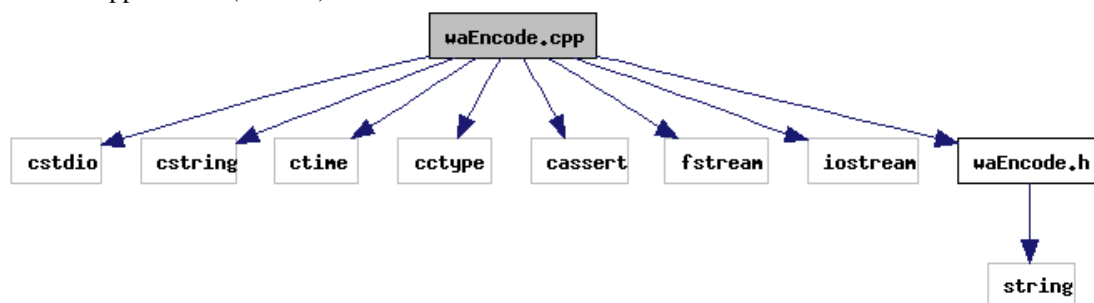 waEncode.cpp
cstdio cstring ctime cctype cassert fstream iostream waEncode.h
string